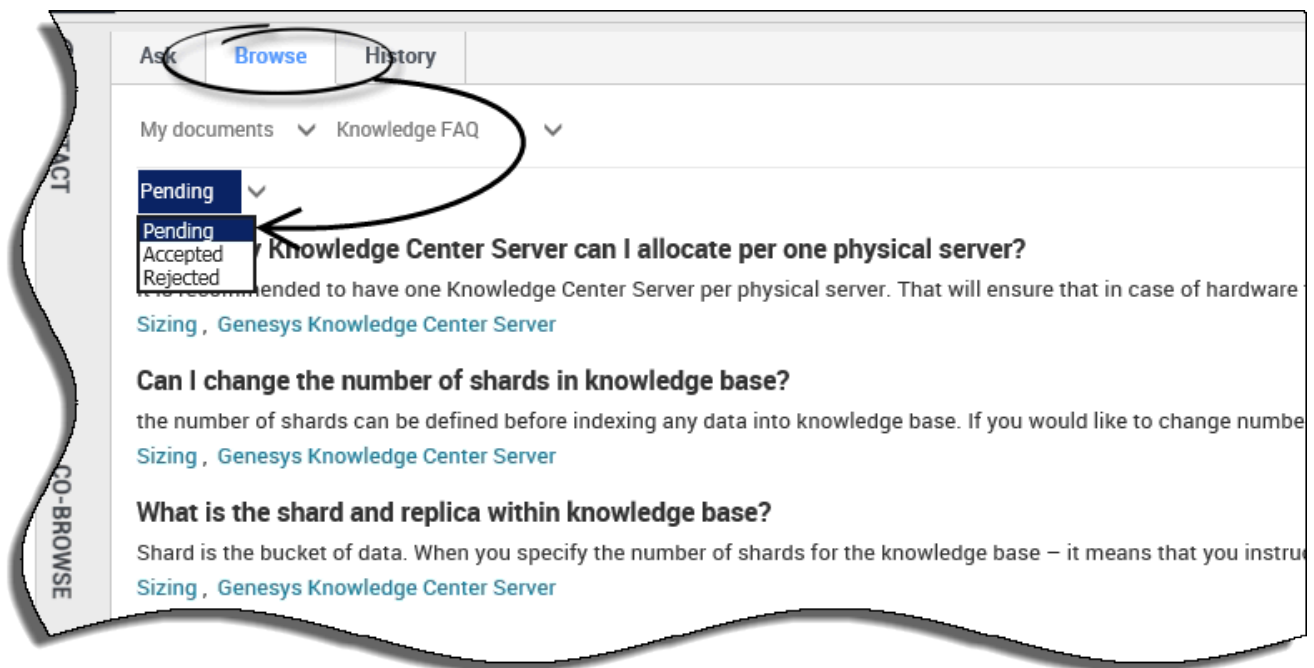 Ask Browse History
My documents Knowledge FAQ
Pending
Pending
Accepted
Rejected
Knowledge Center Server can I allocate per one physical server?
recommended to have one Knowledge Center Server per physical server. That will ensure that in case of hardware
Sizing , Genesys Knowledge Center Server
Can I change the number of shards in knowledge base?
the number of shards can be defined before indexing any data into knowledge base. If you would like to change numbe
Sizing , Genesys Knowledge Center Server
What is the shard and replica within knowledge base?
Shard is the bucket of data. When you specify the number of shards for the knowledge base – it means that you instru
Sizing , Genesys Knowledge Center Server
TACT
CO-BROWSE